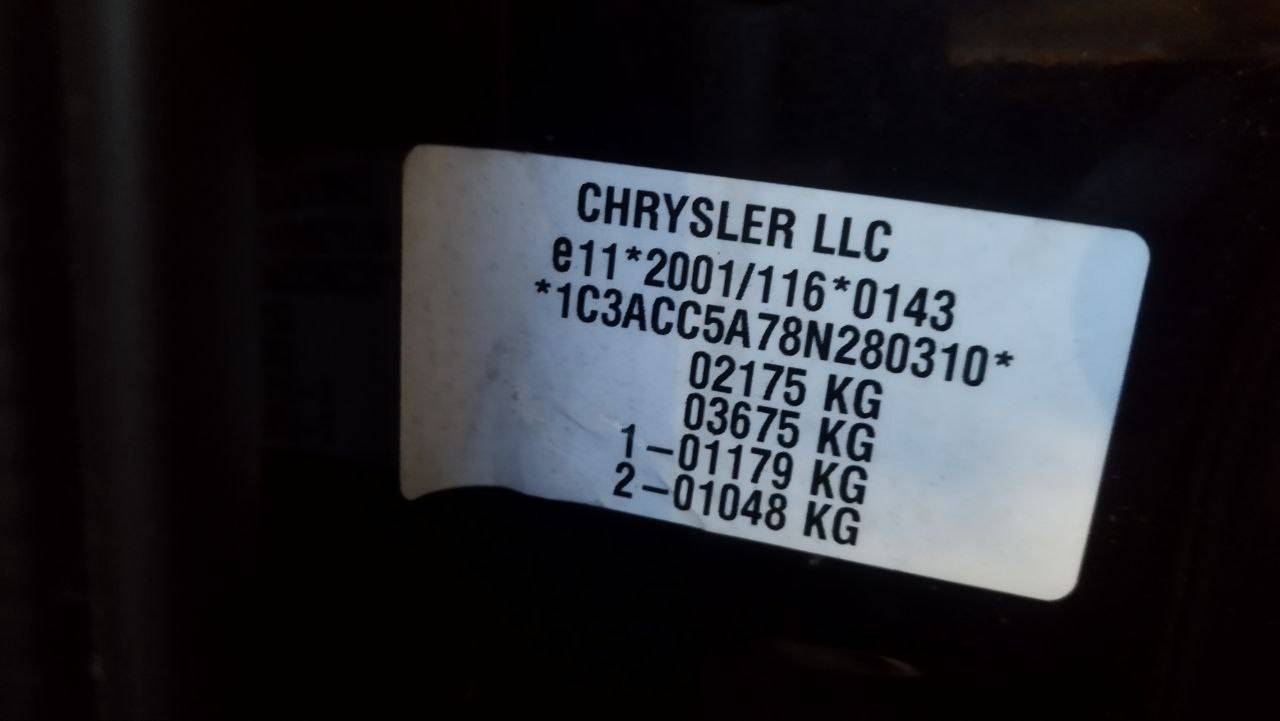 CHRYSLER LLC
e11*2001/116*0143
*1C3ACC5A78N280310*
02175 KG
03675 KG
1-01179 KG
2-01048 KG